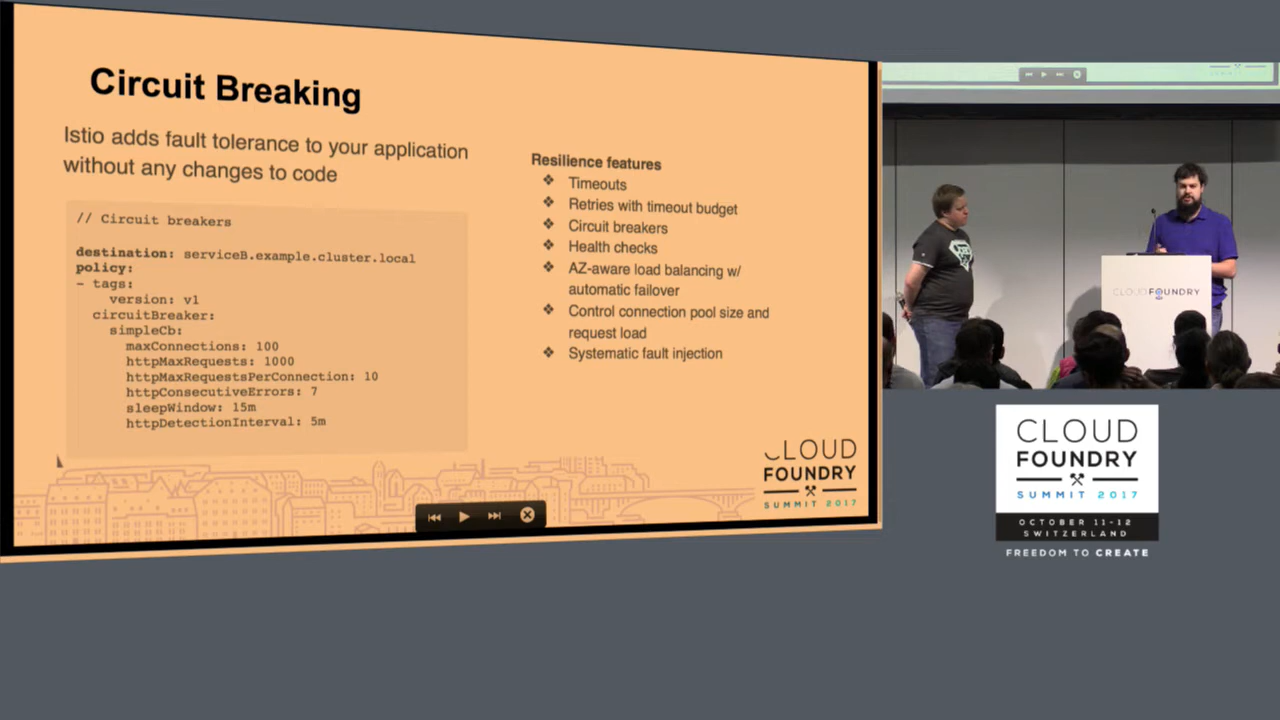 Circuit Breaking
Istio adds fault tolerance to your application
without any changes to code
// Circuit breakers
destination: serviceB.example.cluster.local
policy:
- tags:
version: v1
circuitBreaker:
simpleCb:
maxConnections: 100
httpMaxRequests: 1000
httpMaxRequestsPerConnection: 10
httpConsecutiveErrors: 7
sleepWindow: 15m
httpDetectionInterval: 5m
Resilience features
❖ Timeouts
❖ Retries with timeout budget
❖ Circuit breakers
❖ Health checks
❖ AZ-aware load balancing w/
automatic failover
❖ Control connection pool size and
request load
❖ Systematic fault injection
CLOUD
FOUNDRY
SUMMIT 2017
CLOUD FOUNDRY
CLOUD
FOUNDRY
SUMMIT 2017
OCTOBER 11-12
SWITZERLAND
FREEDOM TO CREATE